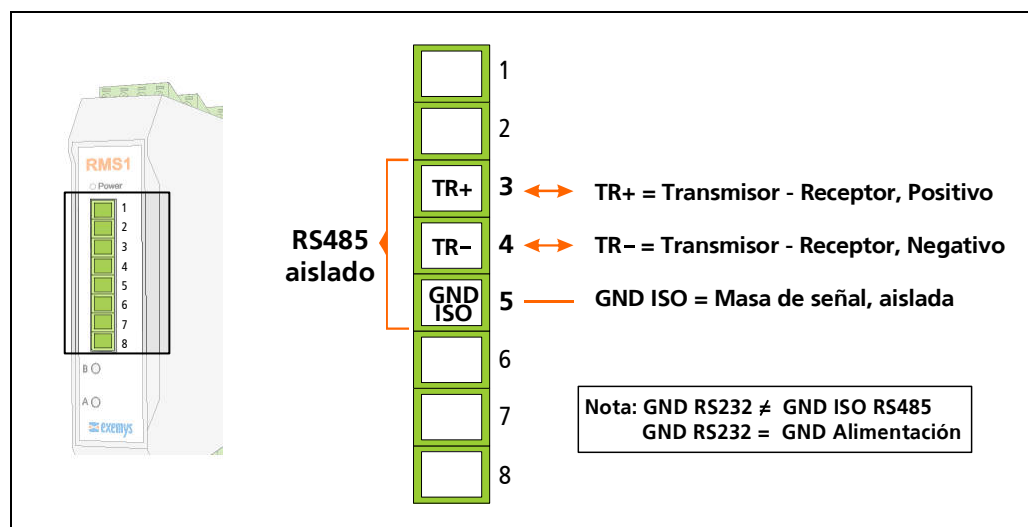 RMS1
Power
1
2
3
4
5
6
7
8
B
A
exemys
RS485
aislado
1
2
TR+
3
TR+ = Transmisor - Receptor, Positivo
TR−
4
TR− = Transmisor - Receptor, Negativo
GND
ISO
5
GND ISO = Masa de señal, aislada
6
7
8
Nota: GND RS232 ≠ GND ISO RS485
GND RS232 = GND Alimentación